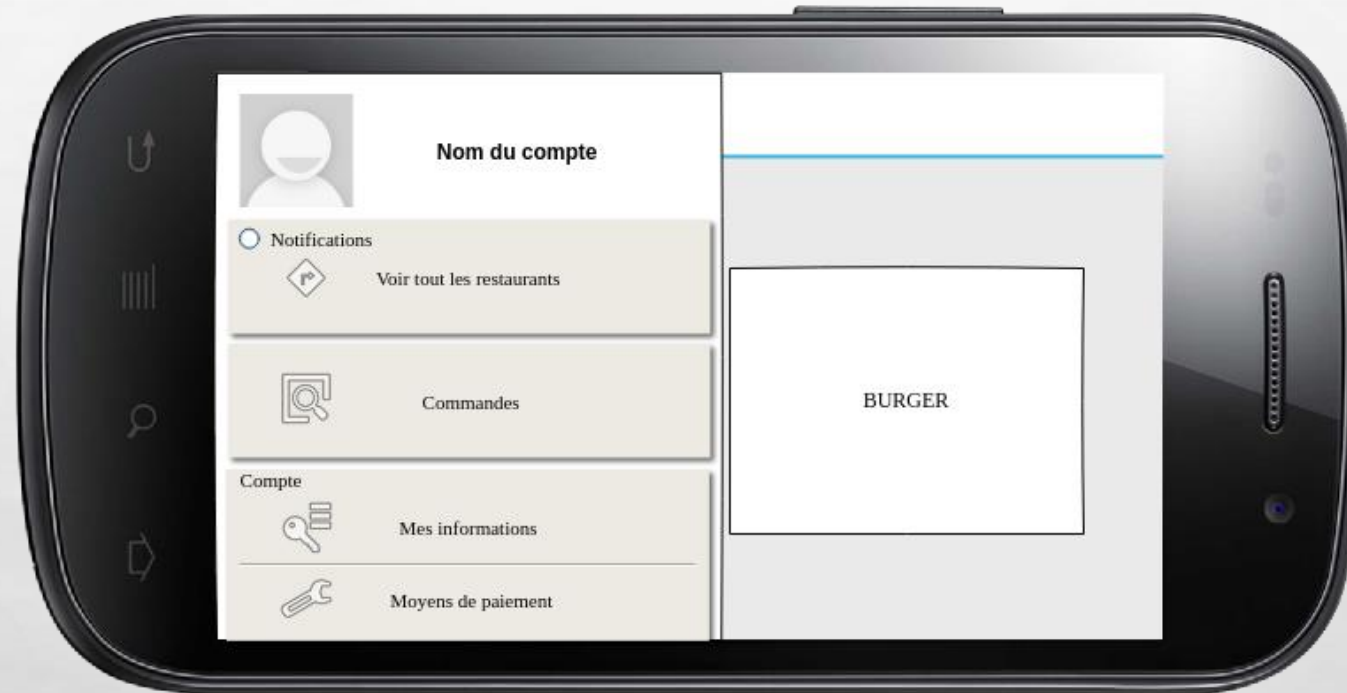 Nom du compte
Notifications
Voir tout les restaurants
Commandes
Compte
Mes informations
Moyens de paiement
BURGER